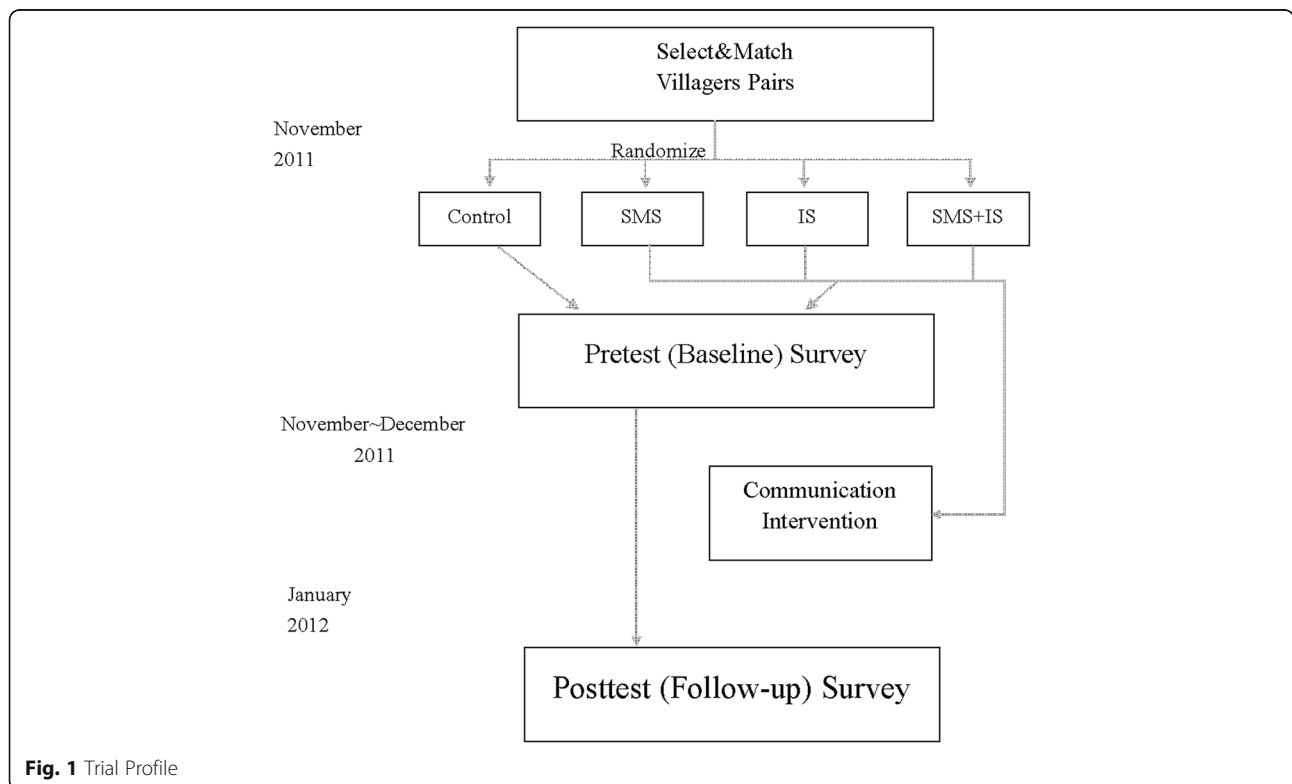 Select&Match
Villagers Pairs
November
2011
Randomize
Control
SMS
IS
SMS+IS
Pretest (Baseline) Survey
November~December
2011
Communication
Intervention
January
2012
Posttest (Follow-up) Survey
Fig. 1 Trial Profile